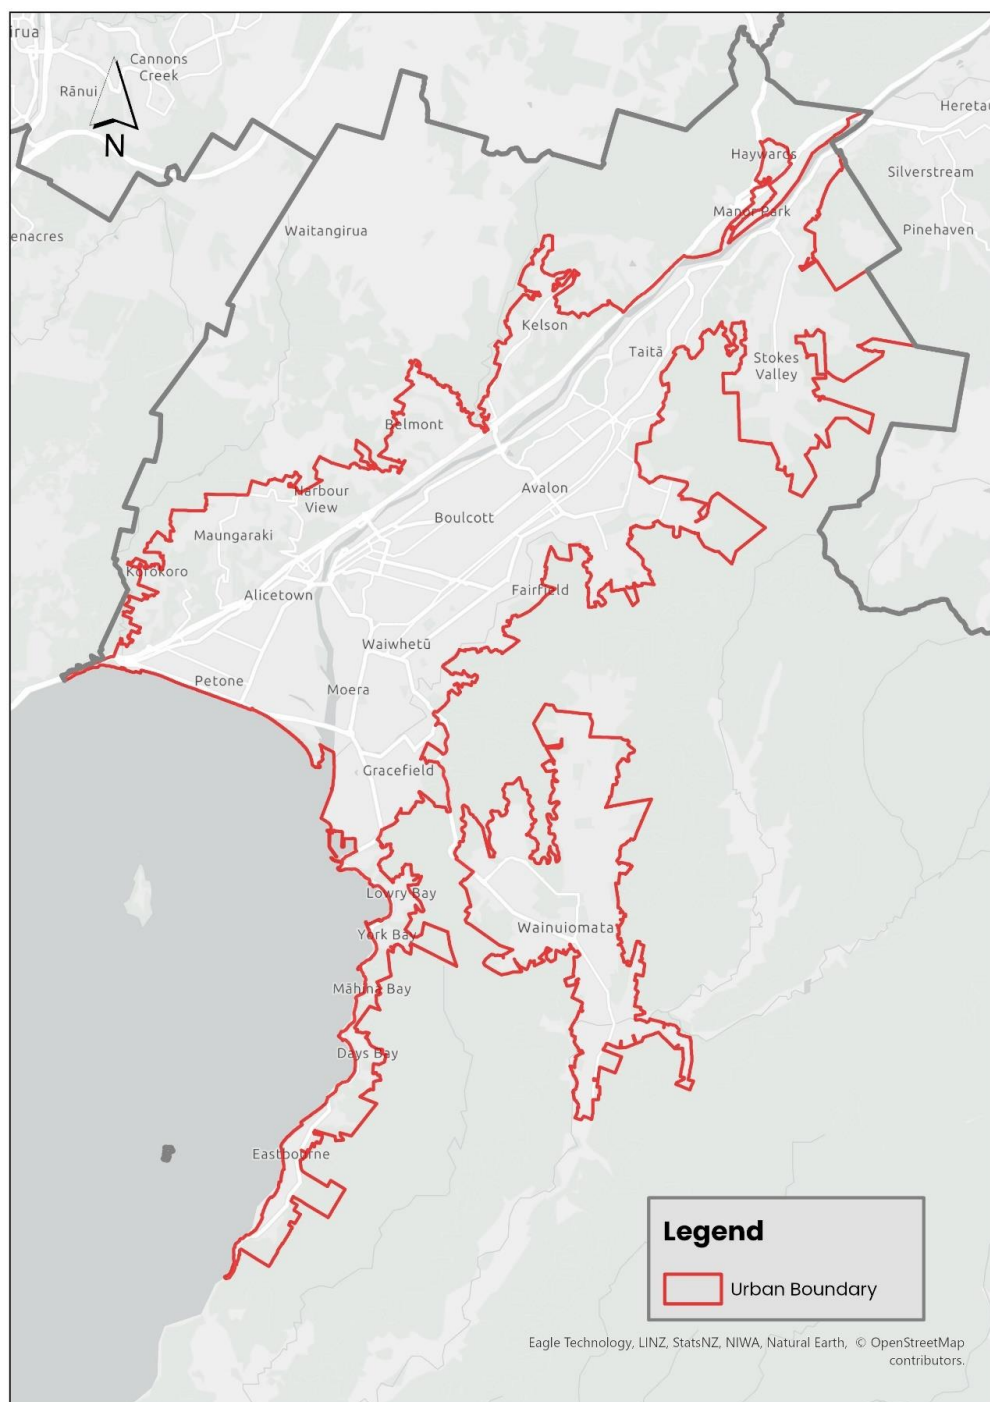 irua
Cannons
Creek
Rānui
N
Heretau
Haywards
Silverstream
Manor Park
Pinehaven
enacres
Waitangirua
Kelson
Taitā
Stokes
Valley
Belmont
Avalon
Harbour
View
Boulcott
Maungaraki
Korokoro
Alicetown
Fairfield
Waiwhetū
Petone
Moera
Gracefield
Lowry Bay
Wainuiomata
York Bay
Māhina Bay
Days Bay
Eastbourne
Legend
Urban Boundary
Eagle Technology, LINZ, StatsNZ, NIWA, Natural Earth, © OpenStreetMap
contributors.